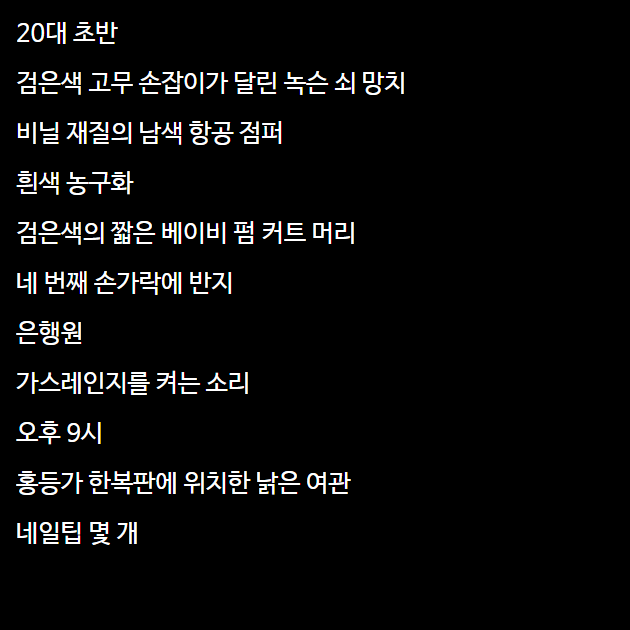 20대 초반
검은색 고무 손잡이가 달린 녹슨 쇠 망치
비닐 재질의 남색 항공 점퍼
흰색 농구화
검은색의 짧은 베이비 펌 커트 머리
네 번째 손가락에 반지
은행원
가스레인지를 켜는 소리
오후 9시
홍등가 한복판에 위치한 낡은 여관
네일팁 몇 개